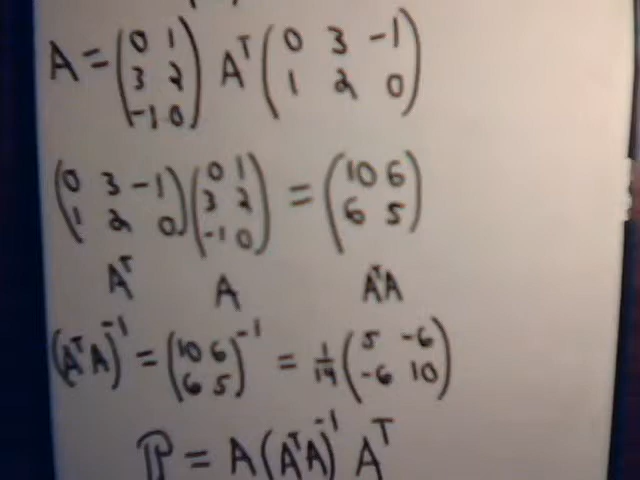 A = (0 1 3 2 -1 0) Aᵀ (0 3 -1 1 2 0)
(0 3 -1 1 2 0) (0 1 3 2 -1 0) = (10 6 6 5)
Aᵀ A AᵀA
(AᵀA)⁻¹ = (10 6 6 5)⁻¹ = 1/14 (5 -6 -6 10)
ℙ = A(AᵀA)⁻¹ Aᵀ